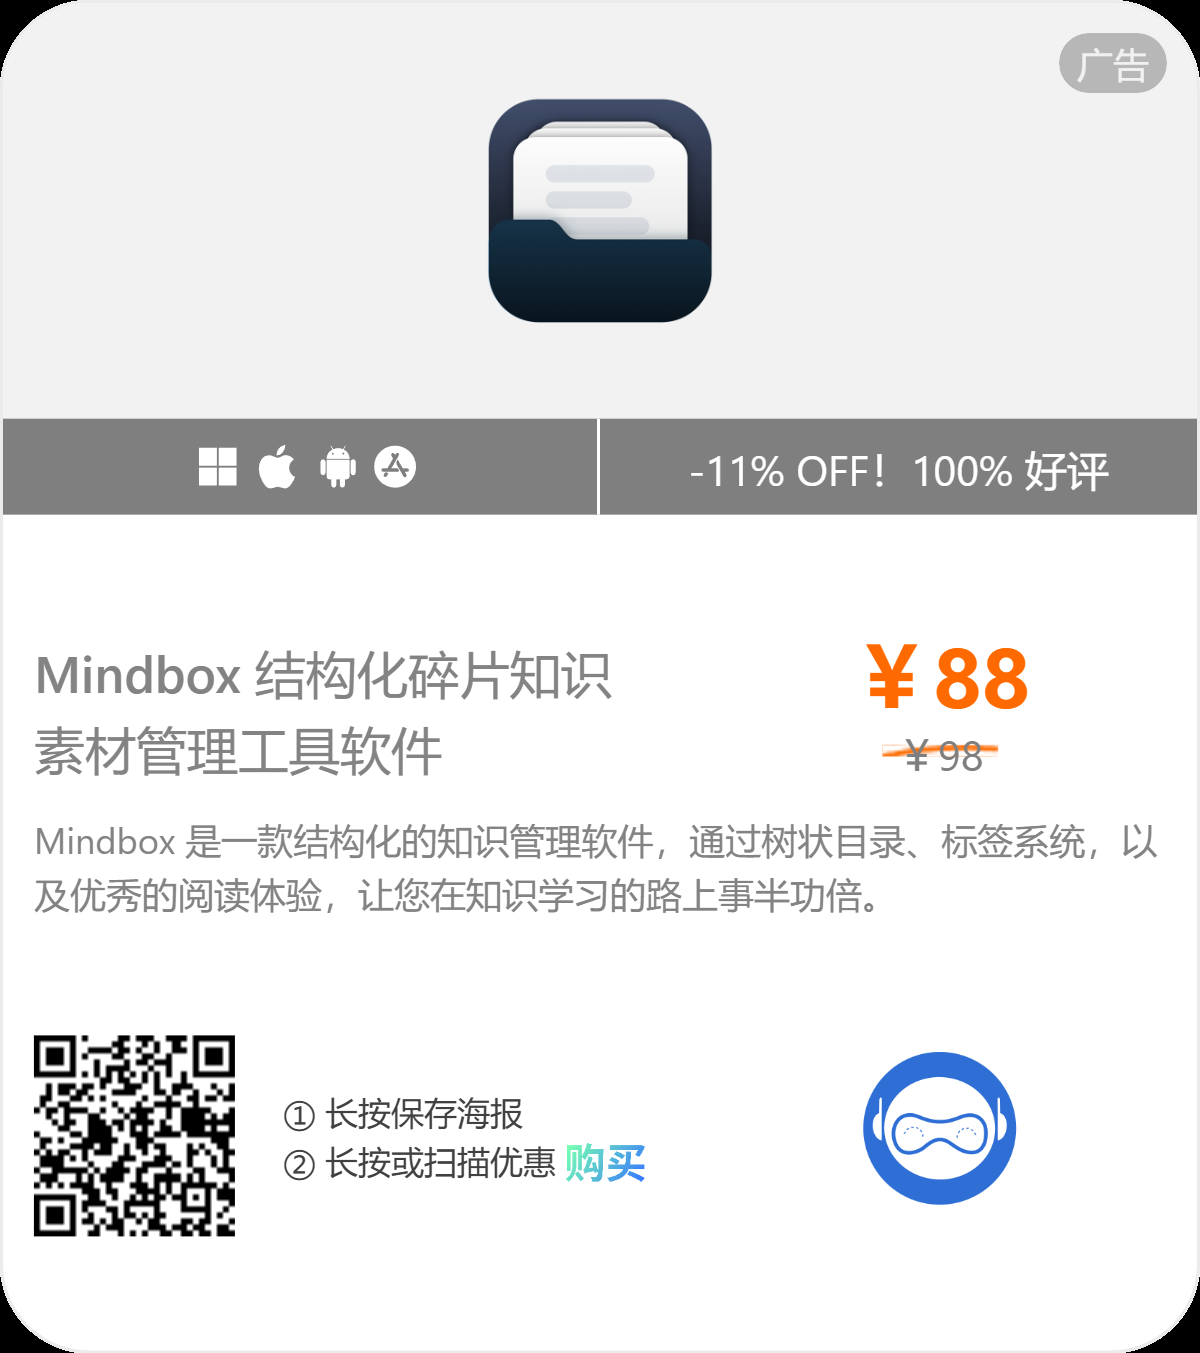 广告
-11% OFF！100% 好评
Mindbox 结构化碎片知识
素材管理工具软件
¥ 88
¥ 98
Mindbox 是一款结构化的知识管理软件，通过树状目录、标签系统，以
及优秀的阅读体验，让您在知识学习的路上事半功倍。
① 长按保存海报
② 长按或扫描优惠 购买